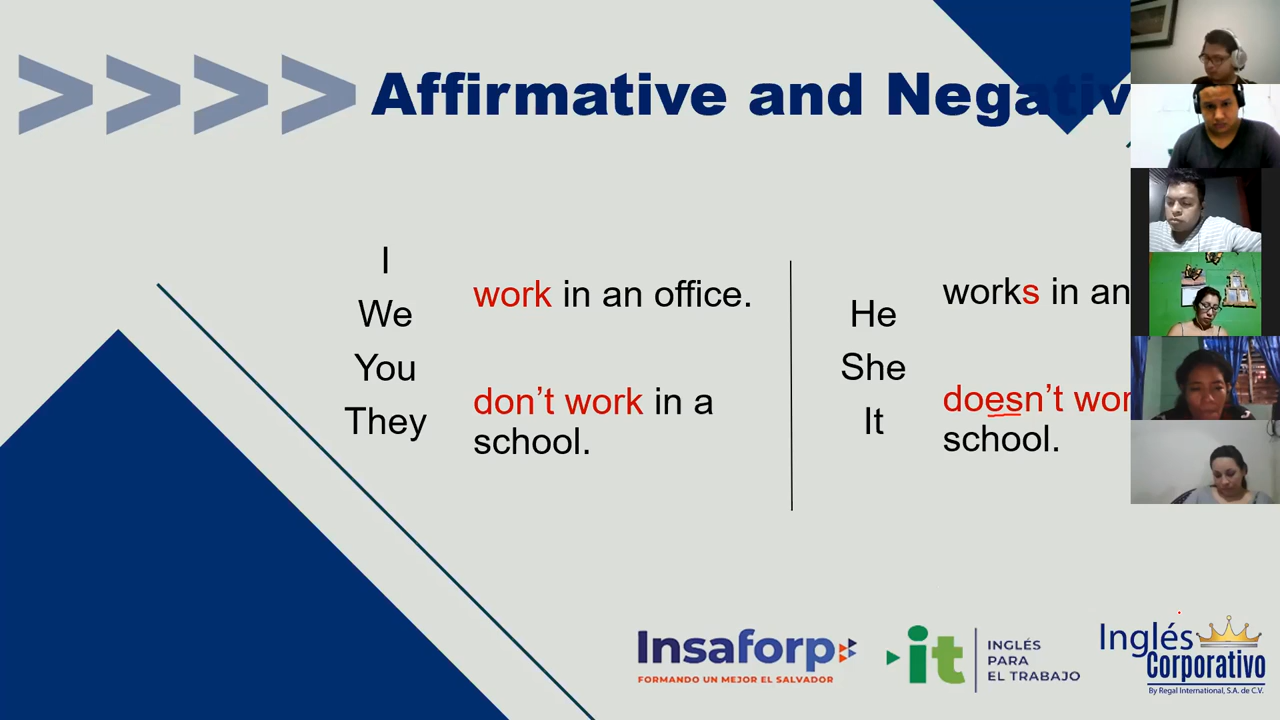 >>>> Affirmative and Negativ
I
We
You
They
work in an office.
don't work in a
school.
He
She
It
works in an
doesn't wor
school.
Insaforp
FORMANDO UN MEJOR EL SALVADOR
it
INGLÉS
PARA
EL TRABAJO
Inglés
Corporativo
By Regal International, S.A. de C.V.